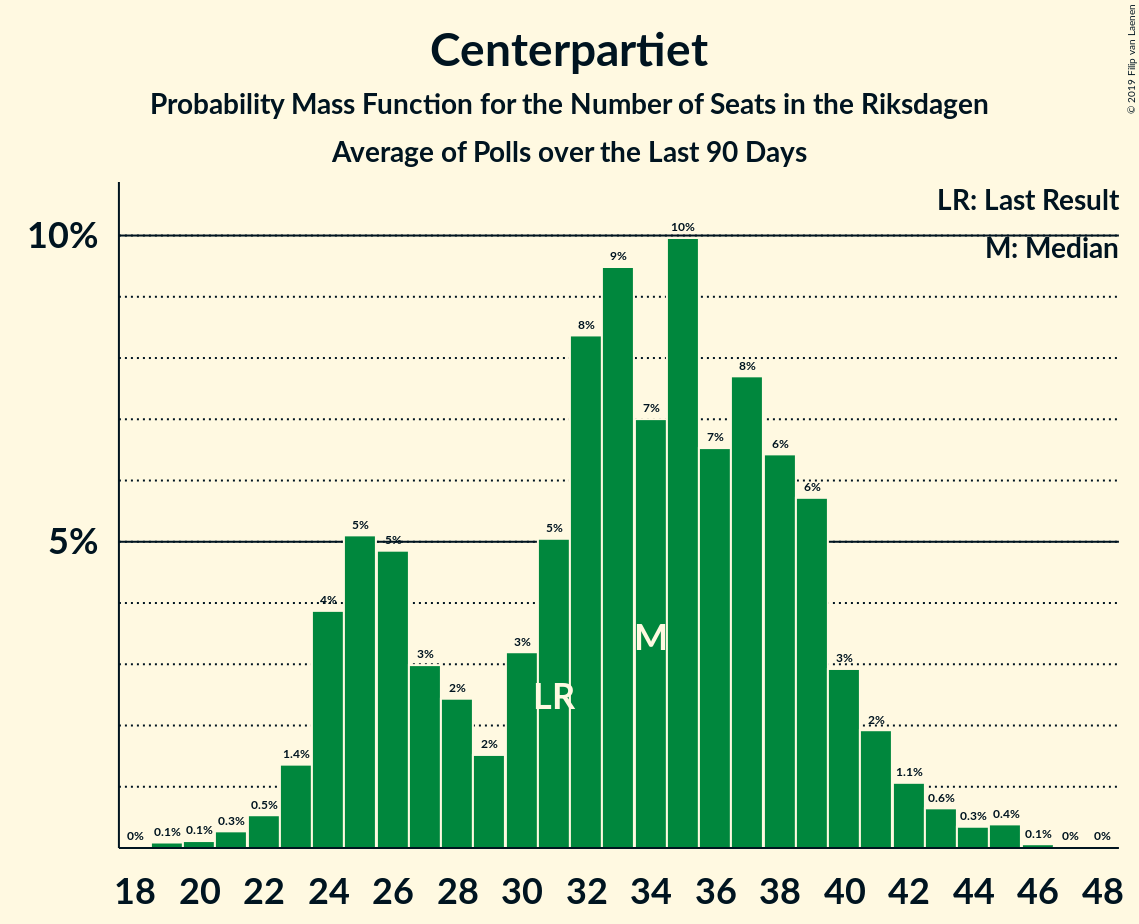 Centerpartiet
Probability Mass Function for the Number of Seats in the Riksdagen
Average of Polls over the Last 90 Days
© 2019 Filip van Laenen
LR: Last Result
M: Median
10%
5%
0% 0.1% 0.1% 0.3% 0.5% 1.4% 4% 5% 5% 3% 2% 2% 3% 5% 8% 9% 7% 10% 7% 8% 6% 6% 3% 2% 1.1% 0.6% 0.3% 0.4% 0.1% 0% 0%
M
LR
18 20 22 24 26 28 30 32 34 36 38 40 42 44 46 48